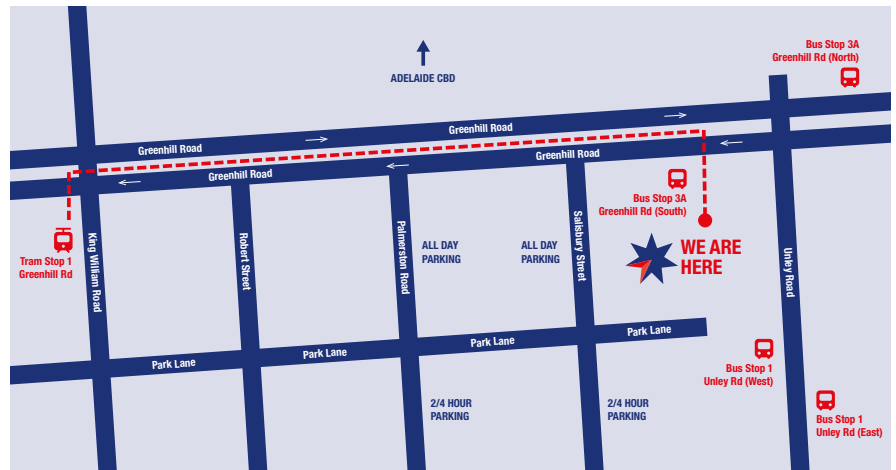 Bus Stop 3A
Greenhill Rd (North)
ADELAIDE CBD
Greenhill Road
Greenhill Road
Greenhill Road
Greenhill Road
Bus Stop 3A
Greenhill Rd (South)
Tram Stop 1
Greenhill Rd
King William Road
Robert Street
Palmerston Road
ALL DAY
PARKING
ALL DAY
PARKING
Salisbury Street
WE ARE
HERE
Unley Road
Park Lane
Park Lane
Park Lane
Park Lane
Bus Stop 1
Unley Rd (West)
2/4 HOUR
PARKING
2/4 HOUR
PARKING
Bus Stop 1
Unley Rd (East)